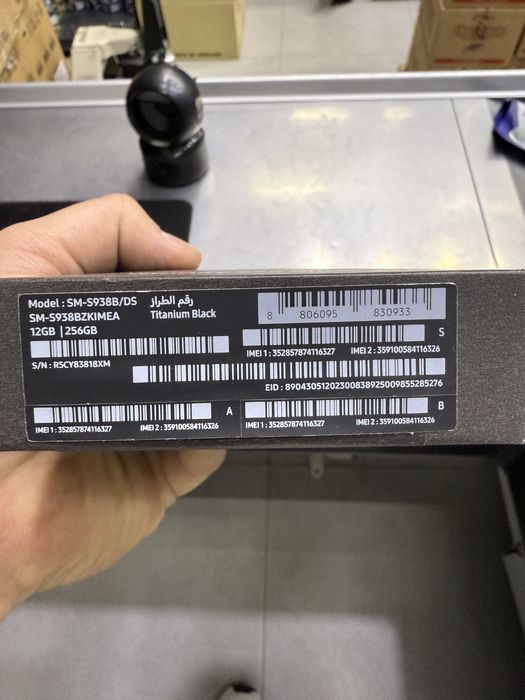 Model : SM-S938B/DS رقم الطراز
SM-S938BZKIMEA Titanium Black
12GB | 256GB
8 806095 830933
S
IMEI 1 : 352857874116327 IMEI 2 : 359100584116326
S/N : R5CY83818XM
EID : 89043051202300838925009855285276
A
IMEI 1 : 352857874116327 IMEI 2 : 359100584116326
B
IMEI 1 : 352857874116327 IMEI 2 : 359100584116326